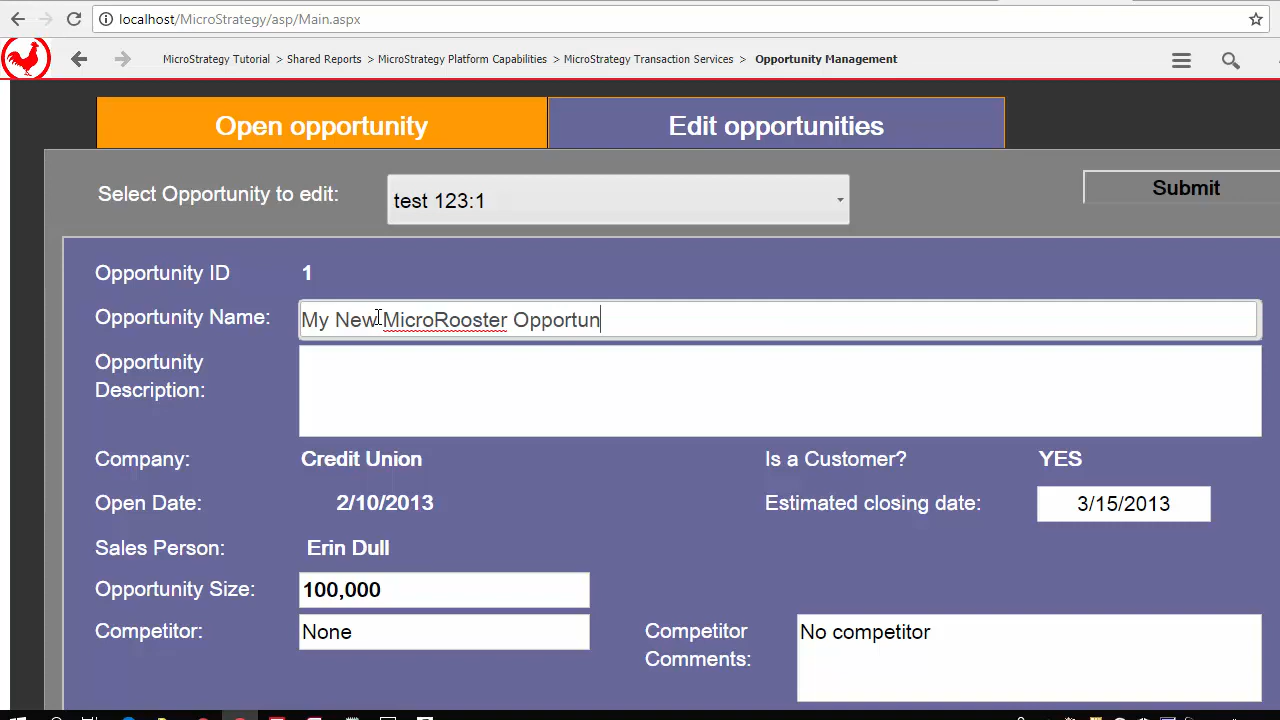 localhost/MicroStrategy/asp/Main.aspx
MicroStrategy Tutorial > Shared Reports > MicroStrategy Platform Capabilities > MicroStrategy Transaction Services > Opportunity Management
Open opportunity Edit opportunities
Select Opportunity to edit: test 123:1 Submit
Opportunity ID 1
Opportunity Name: My New MicroRooster Opportun
Opportunity
Description:
Company: Credit Union Is a Customer? YES
Open Date: 2/10/2013 Estimated closing date: 3/15/2013
Sales Person: Erin Dull
Opportunity Size: 100,000
Competitor: None Competitor No competitor
Comments: